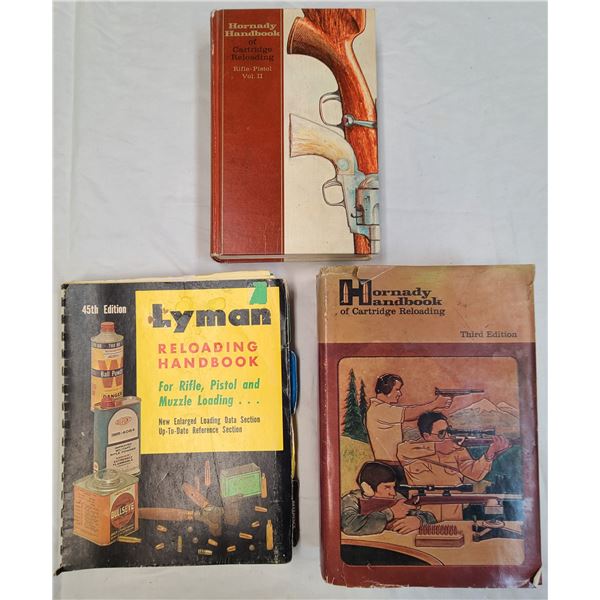 Hornady
Handbook
of Cartridge
Reloading
Rifle-Pistol
Vol. II
45th Edition
Lyman
RELOADING
HANDBOOK
For Rifle, Pistol and
Muzzle Loading . . .
New Enlarged Loading Data Section
Up-To-Date Reference Section
Ball Powder
DANGER
DUPONT
BULLSEYE
Hornady
Handbook
of Cartridge Reloading
Third Edition